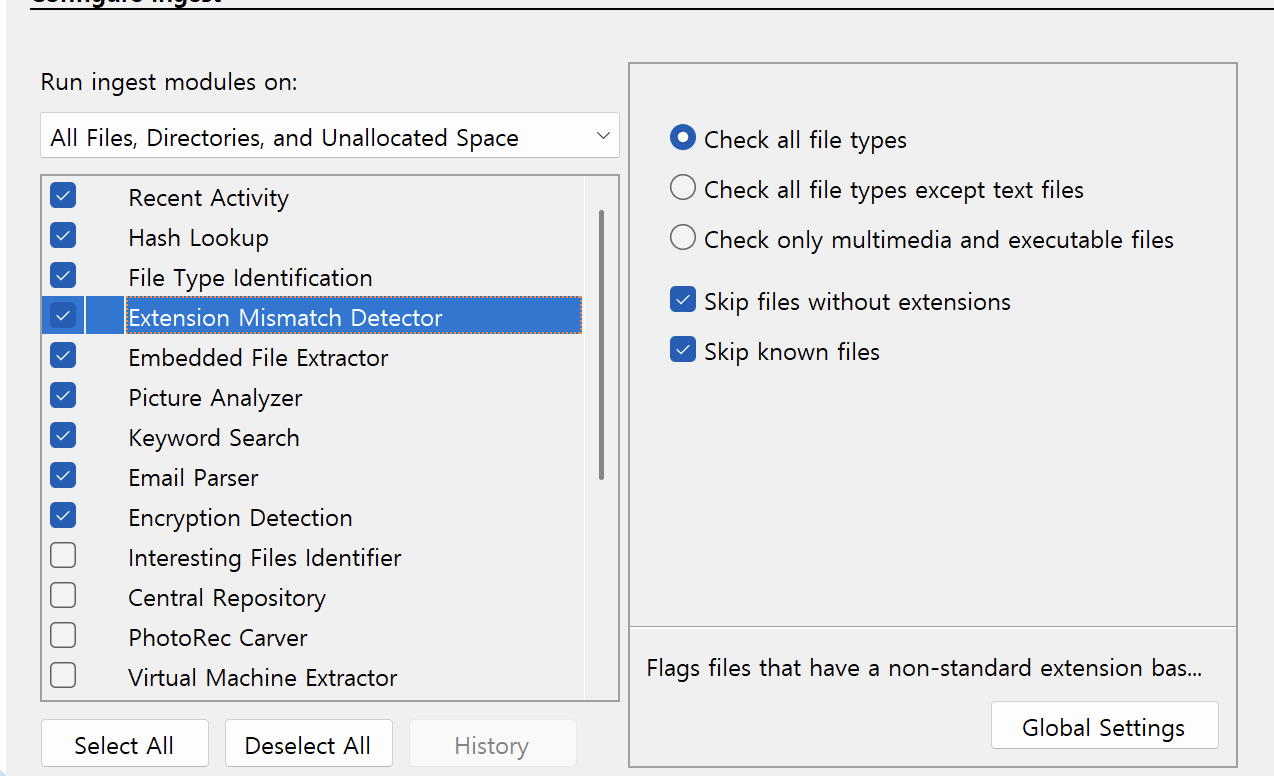 Configure Ingest
Run ingest modules on:
All Files, Directories, and Unallocated Space
Recent Activity
Hash Lookup
File Type Identification
Extension Mismatch Detector
Embedded File Extractor
Picture Analyzer
Keyword Search
Email Parser
Encryption Detection
Interesting Files Identifier
Central Repository
PhotoRec Carver
Virtual Machine Extractor
Select All
Deselect All
History
Check all file types
Check all file types except text files
Check only multimedia and executable files
Skip files without extensions
Skip known files
Flags files that have a non-standard extension bas...
Global Settings